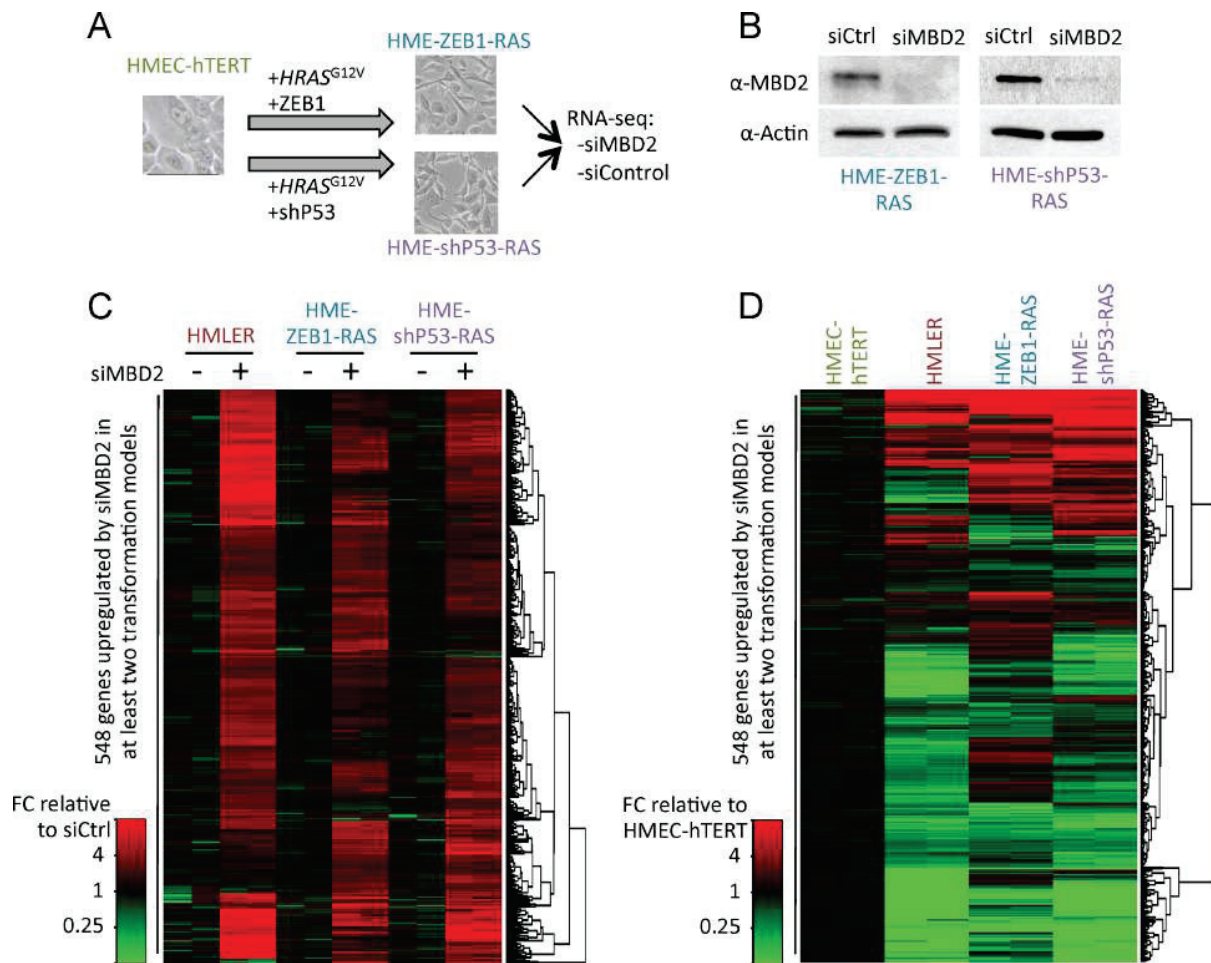 A
HMEC-hTERT
+HRASG12V
+ZEB1
+HRASG12V
+shP53
HME-ZEB1-RAS
HME-shP53-RAS
RNA-seq:
-siMBD2
-siControl
B
siCtrl siMBD2 siCtrl siMBD2
α-MBD2
α-Actin
HME-ZEB1-
RAS
HME-shP53-
RAS
C
HMLER
HME-
ZEB1-RAS
HME-
shP53-RAS
siMBD2 - + - + - +
548 genes upregulated by siMBD2 in
at least two transformation models
FC relative
to siCtrl
4
1
0.25
D
HMEC-
hTERT
HMLER
HME-
ZEB1-RAS
HME-
shP53-RAS
548 genes upregulated by siMBD2 in
at least two transformation models
FC relative to
HMEC-hTERT
4
1
0.25